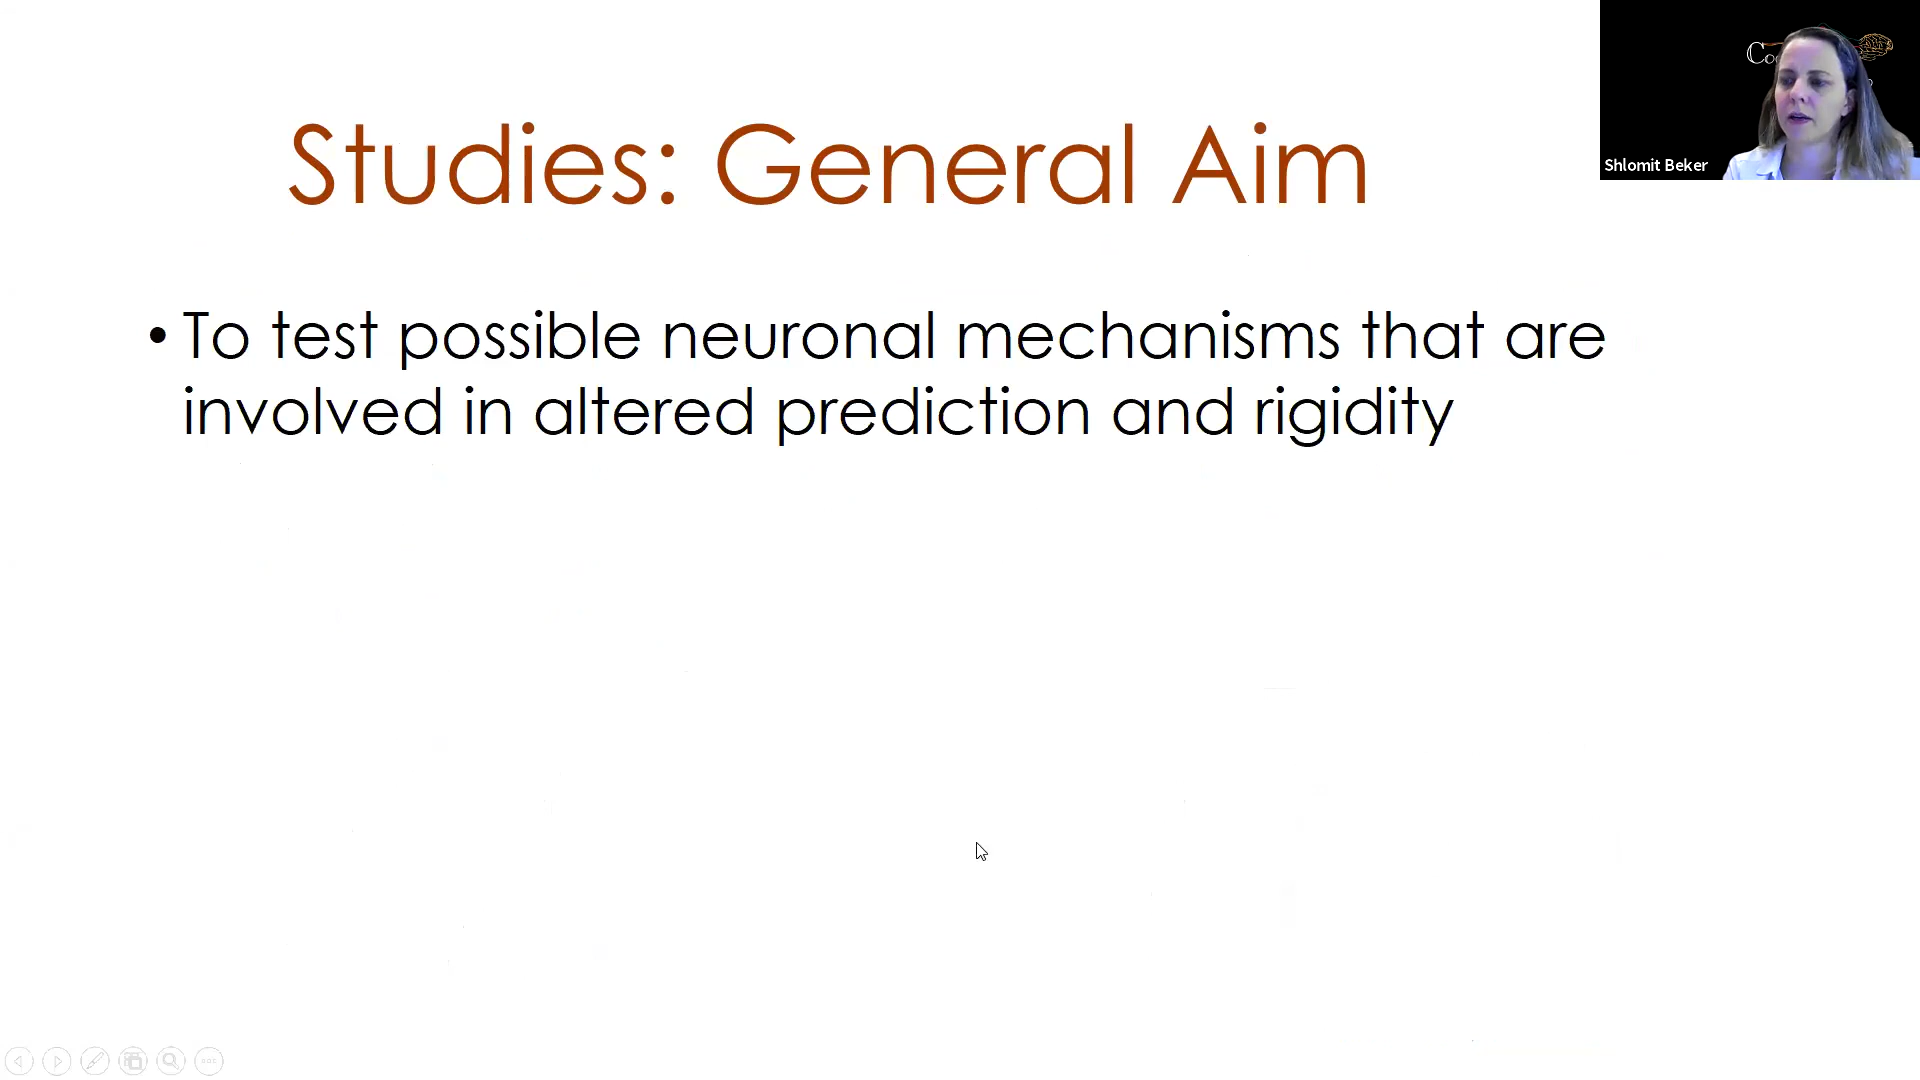 Studies: General Aim
• To test possible neuronal mechanisms that are
involved in altered prediction and rigidity
Shlomit Beker